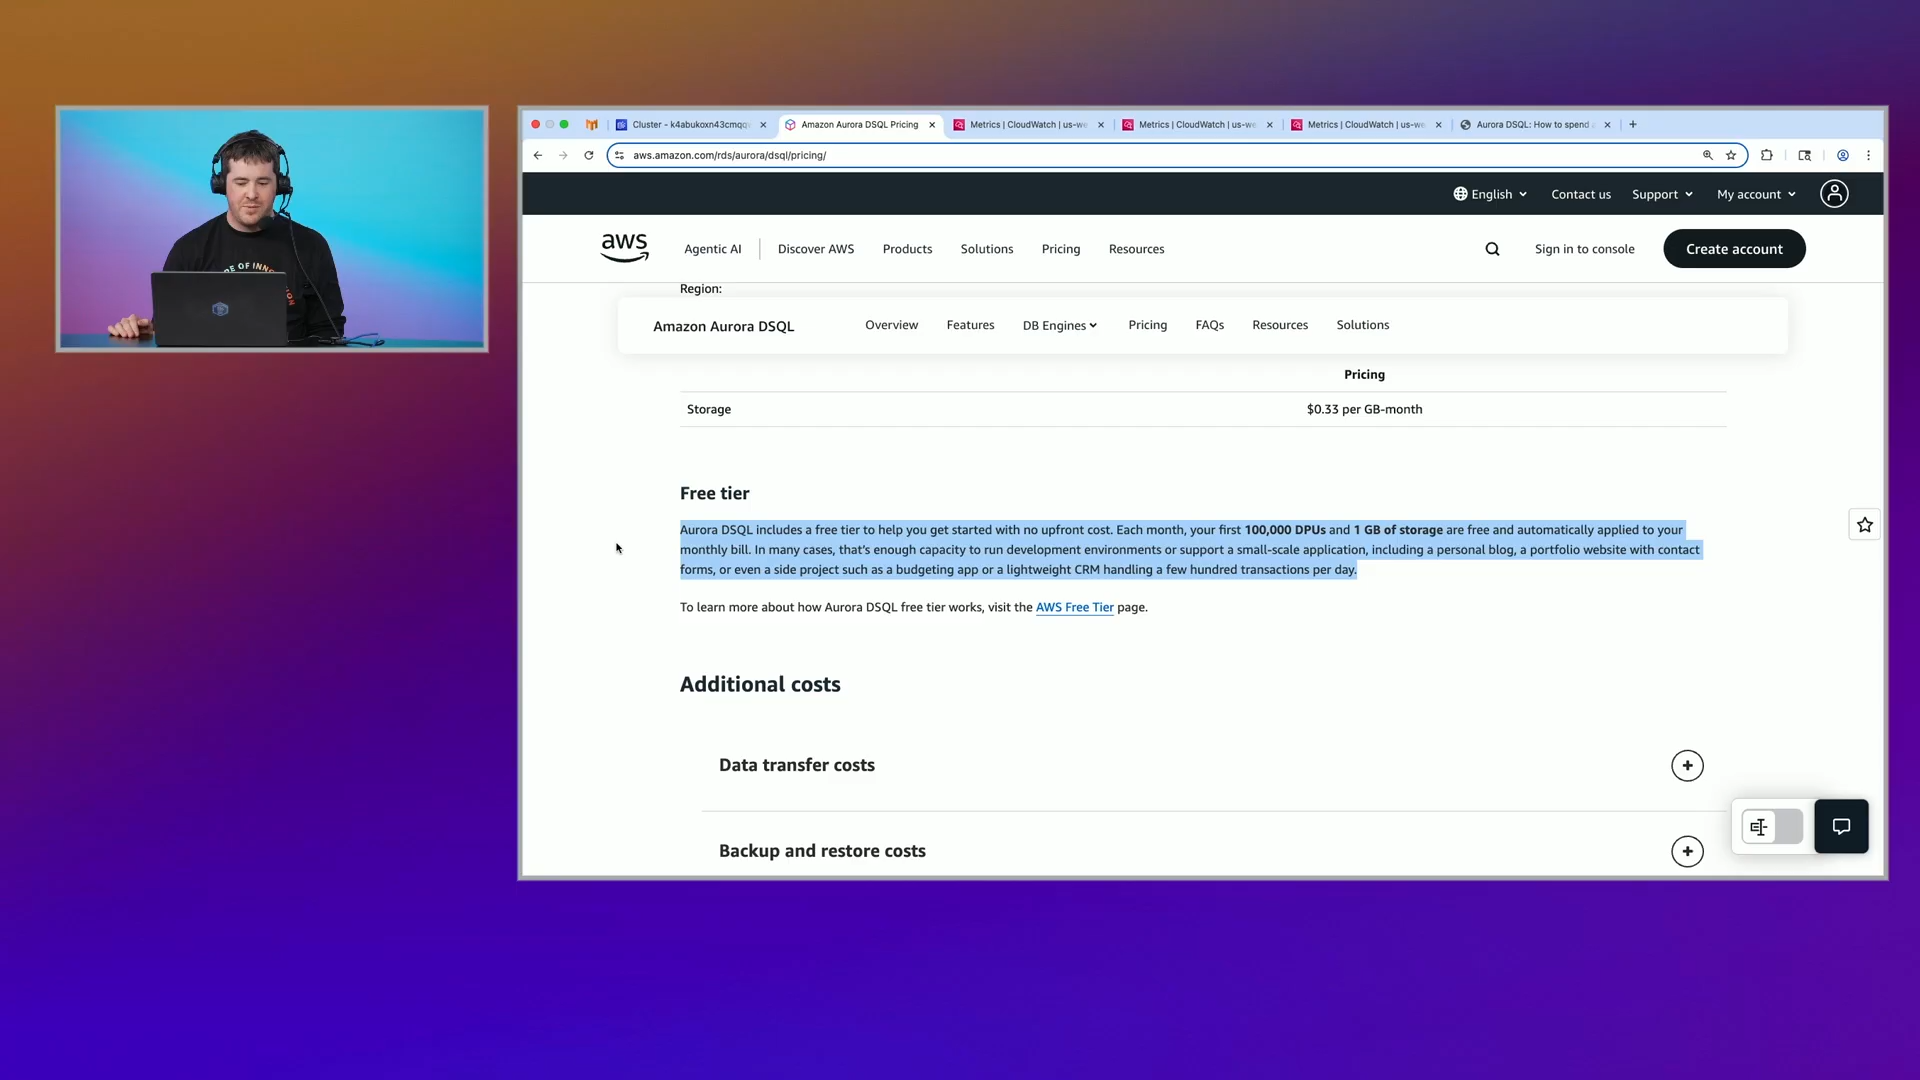 Cluster - k4abukoxn43cmqq
Amazon Aurora DSQL Pricing
Metrics | CloudWatch | us-we
Metrics | CloudWatch | us-we
Metrics | CloudWatch | us-we
Aurora DSQL: How to spend
aws.amazon.com/rds/aurora/dsql/pricing/
English
Contact us
Support
My account
aws
Agentic AI
Discover AWS
Products
Solutions
Pricing
Resources
Sign in to console
Create account
Region:
Amazon Aurora DSQL
Overview
Features
DB Engines
Pricing
FAQs
Resources
Solutions
Pricing
Storage
$0.33 per GB-month
Free tier
Aurora DSQL includes a free tier to help you get started with no upfront cost. Each month, your first 100,000 DPUs and 1 GB of storage are free and automatically applied to your
monthly bill. In many cases, that's enough capacity to run development environments or support a small-scale application, including a personal blog, a portfolio website with contact
forms, or even a side project such as a budgeting app or a lightweight CRM handling a few hundred transactions per day.
To learn more about how Aurora DSQL free tier works, visit the AWS Free Tier page.
Additional costs
Data transfer costs
Backup and restore costs